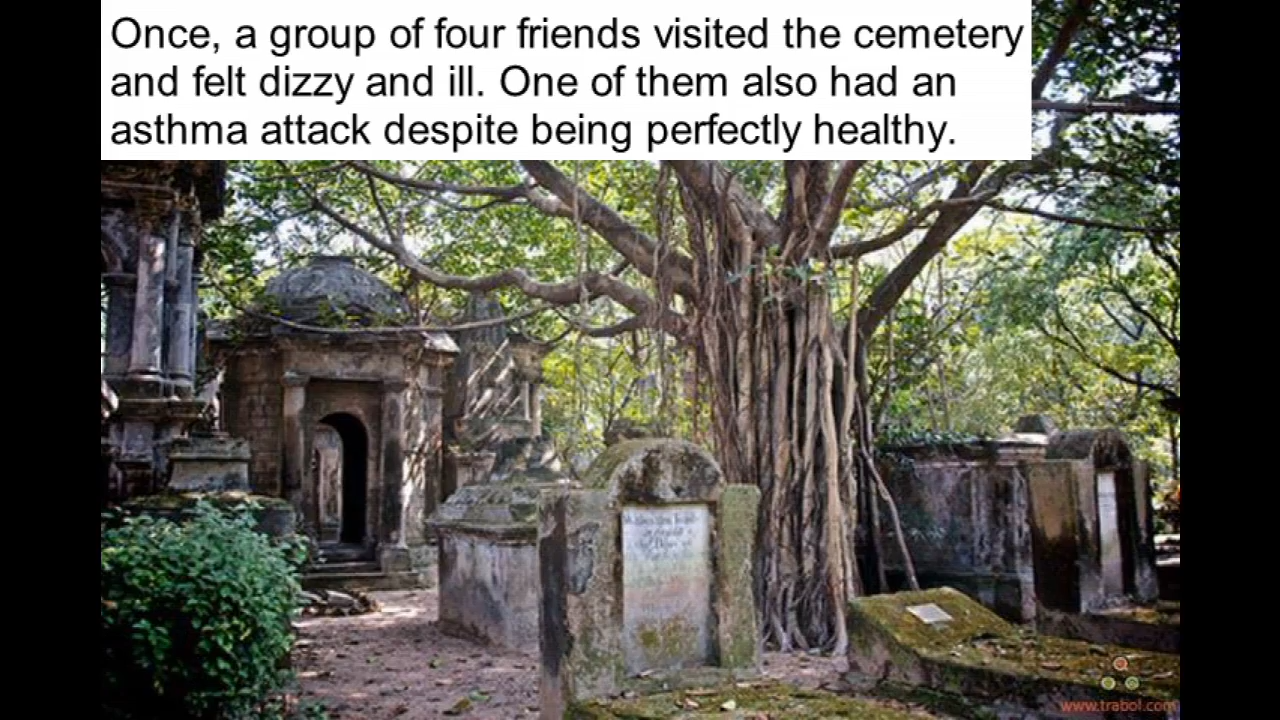 Once, a group of four friends visited the cemetery
and felt dizzy and ill. One of them also had an
asthma attack despite being perfectly healthy.
www.trabol.com